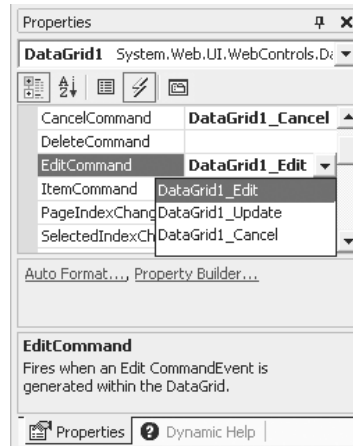 Properties
DataGrid1 System.Web.UI.WebControls.Da
CancelCommand DataGrid1_Cancel
DeleteCommand
EditCommand DataGrid1_Edit
ItemCommand DataGrid1_Edit
PageIndexChang DataGrid1_Update
SelectedIndexCh DataGrid1_Cancel
Auto Format..., Property Builder...
EditCommand
Fires when an Edit CommandEvent is
generated within the DataGrid.
Properties Dynamic Help